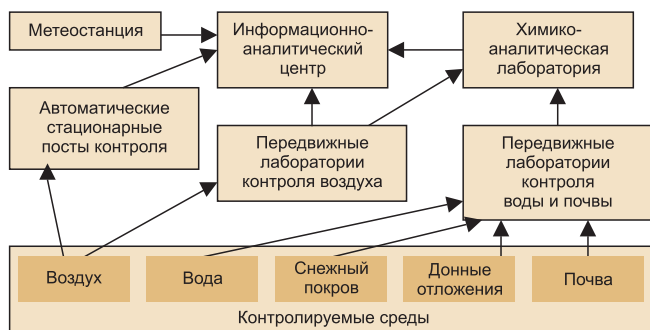 Метеостанция
Информационно-
аналитический
центр
Химико-
аналитическая
лаборатория
Автоматические
стационарные
посты контроля
Передвижные
лаборатории
контроля воздуха
Передвижные
лаборатории
контроля
воды и почвы
Воздух
Вода
Снежный
покров
Донные
отложения
Почва
Контролируемые среды